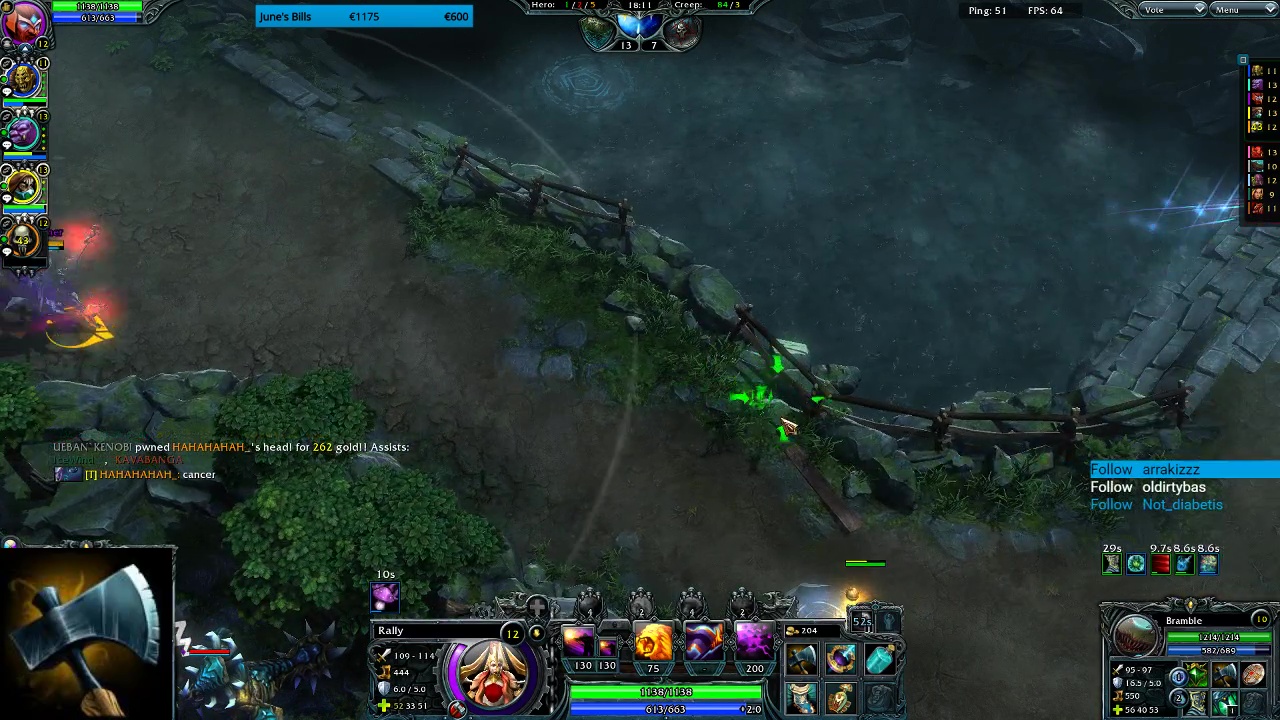 1138/1138
613/663
12
June's Bills €1175 €600
Hero: 1 / 2 / 5 18:11 Creep: 84 / 3
13 7
Ping: 51 FPS: 64
Vote
Menu
11
13
12
13
43 12
13
10
12
9
11
11
13
13
12
43
UEBAN_KENOBI pwned HAHAHAHAH_'s head! for 262 gold!! Assists:
, KAVABANGA
[T] HAHAHAHAH_: cancer
Follow arrakizzz
Follow oldirtybas
Follow Not_diabetis
29s 9.7s 8.6s 8.6s
10s
2 2
Rally 12
109 - 114
444
6.0 / 5.0
52 33 51
130 130 75 200
204
525
1138/1138
613/663 +2.0
Bramble 10
1214/1214
582/689
95 - 97
16.5 / 5.0
550
56 40 53